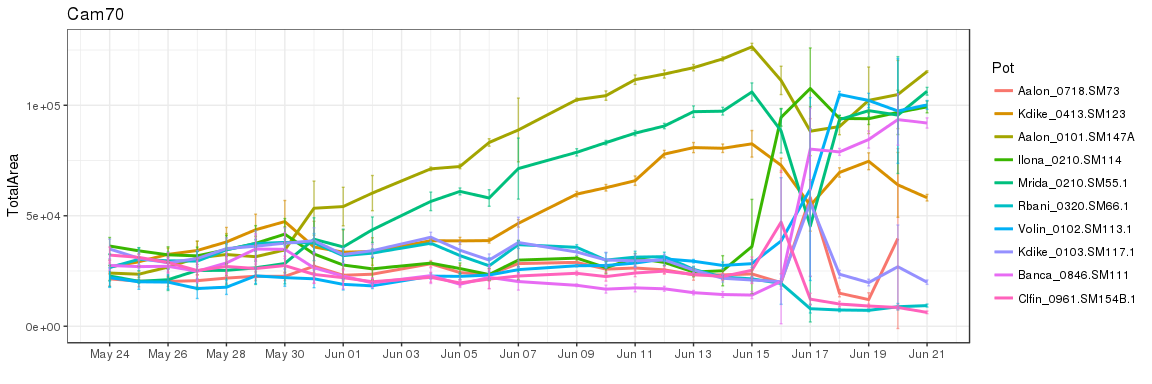 Cam70
TotalArea
1e+05
5e+04
0e+00
May 24 May 26 May 28 May 30 Jun 01 Jun 03 Jun 05 Jun 07 Jun 09 Jun 11 Jun 13 Jun 15 Jun 17 Jun 19 Jun 21
Pot
Aalon_0718.SM73
Kdike_0413.SM123
Aalon_0101.SM147A
Ilona_0210.SM114
Mrida_0210.SM55.1
Rbani_0320.SM66.1
Volin_0102.SM113.1
Kdike_0103.SM117.1
Banca_0846.SM111
Clfin_0961.SM154B.1